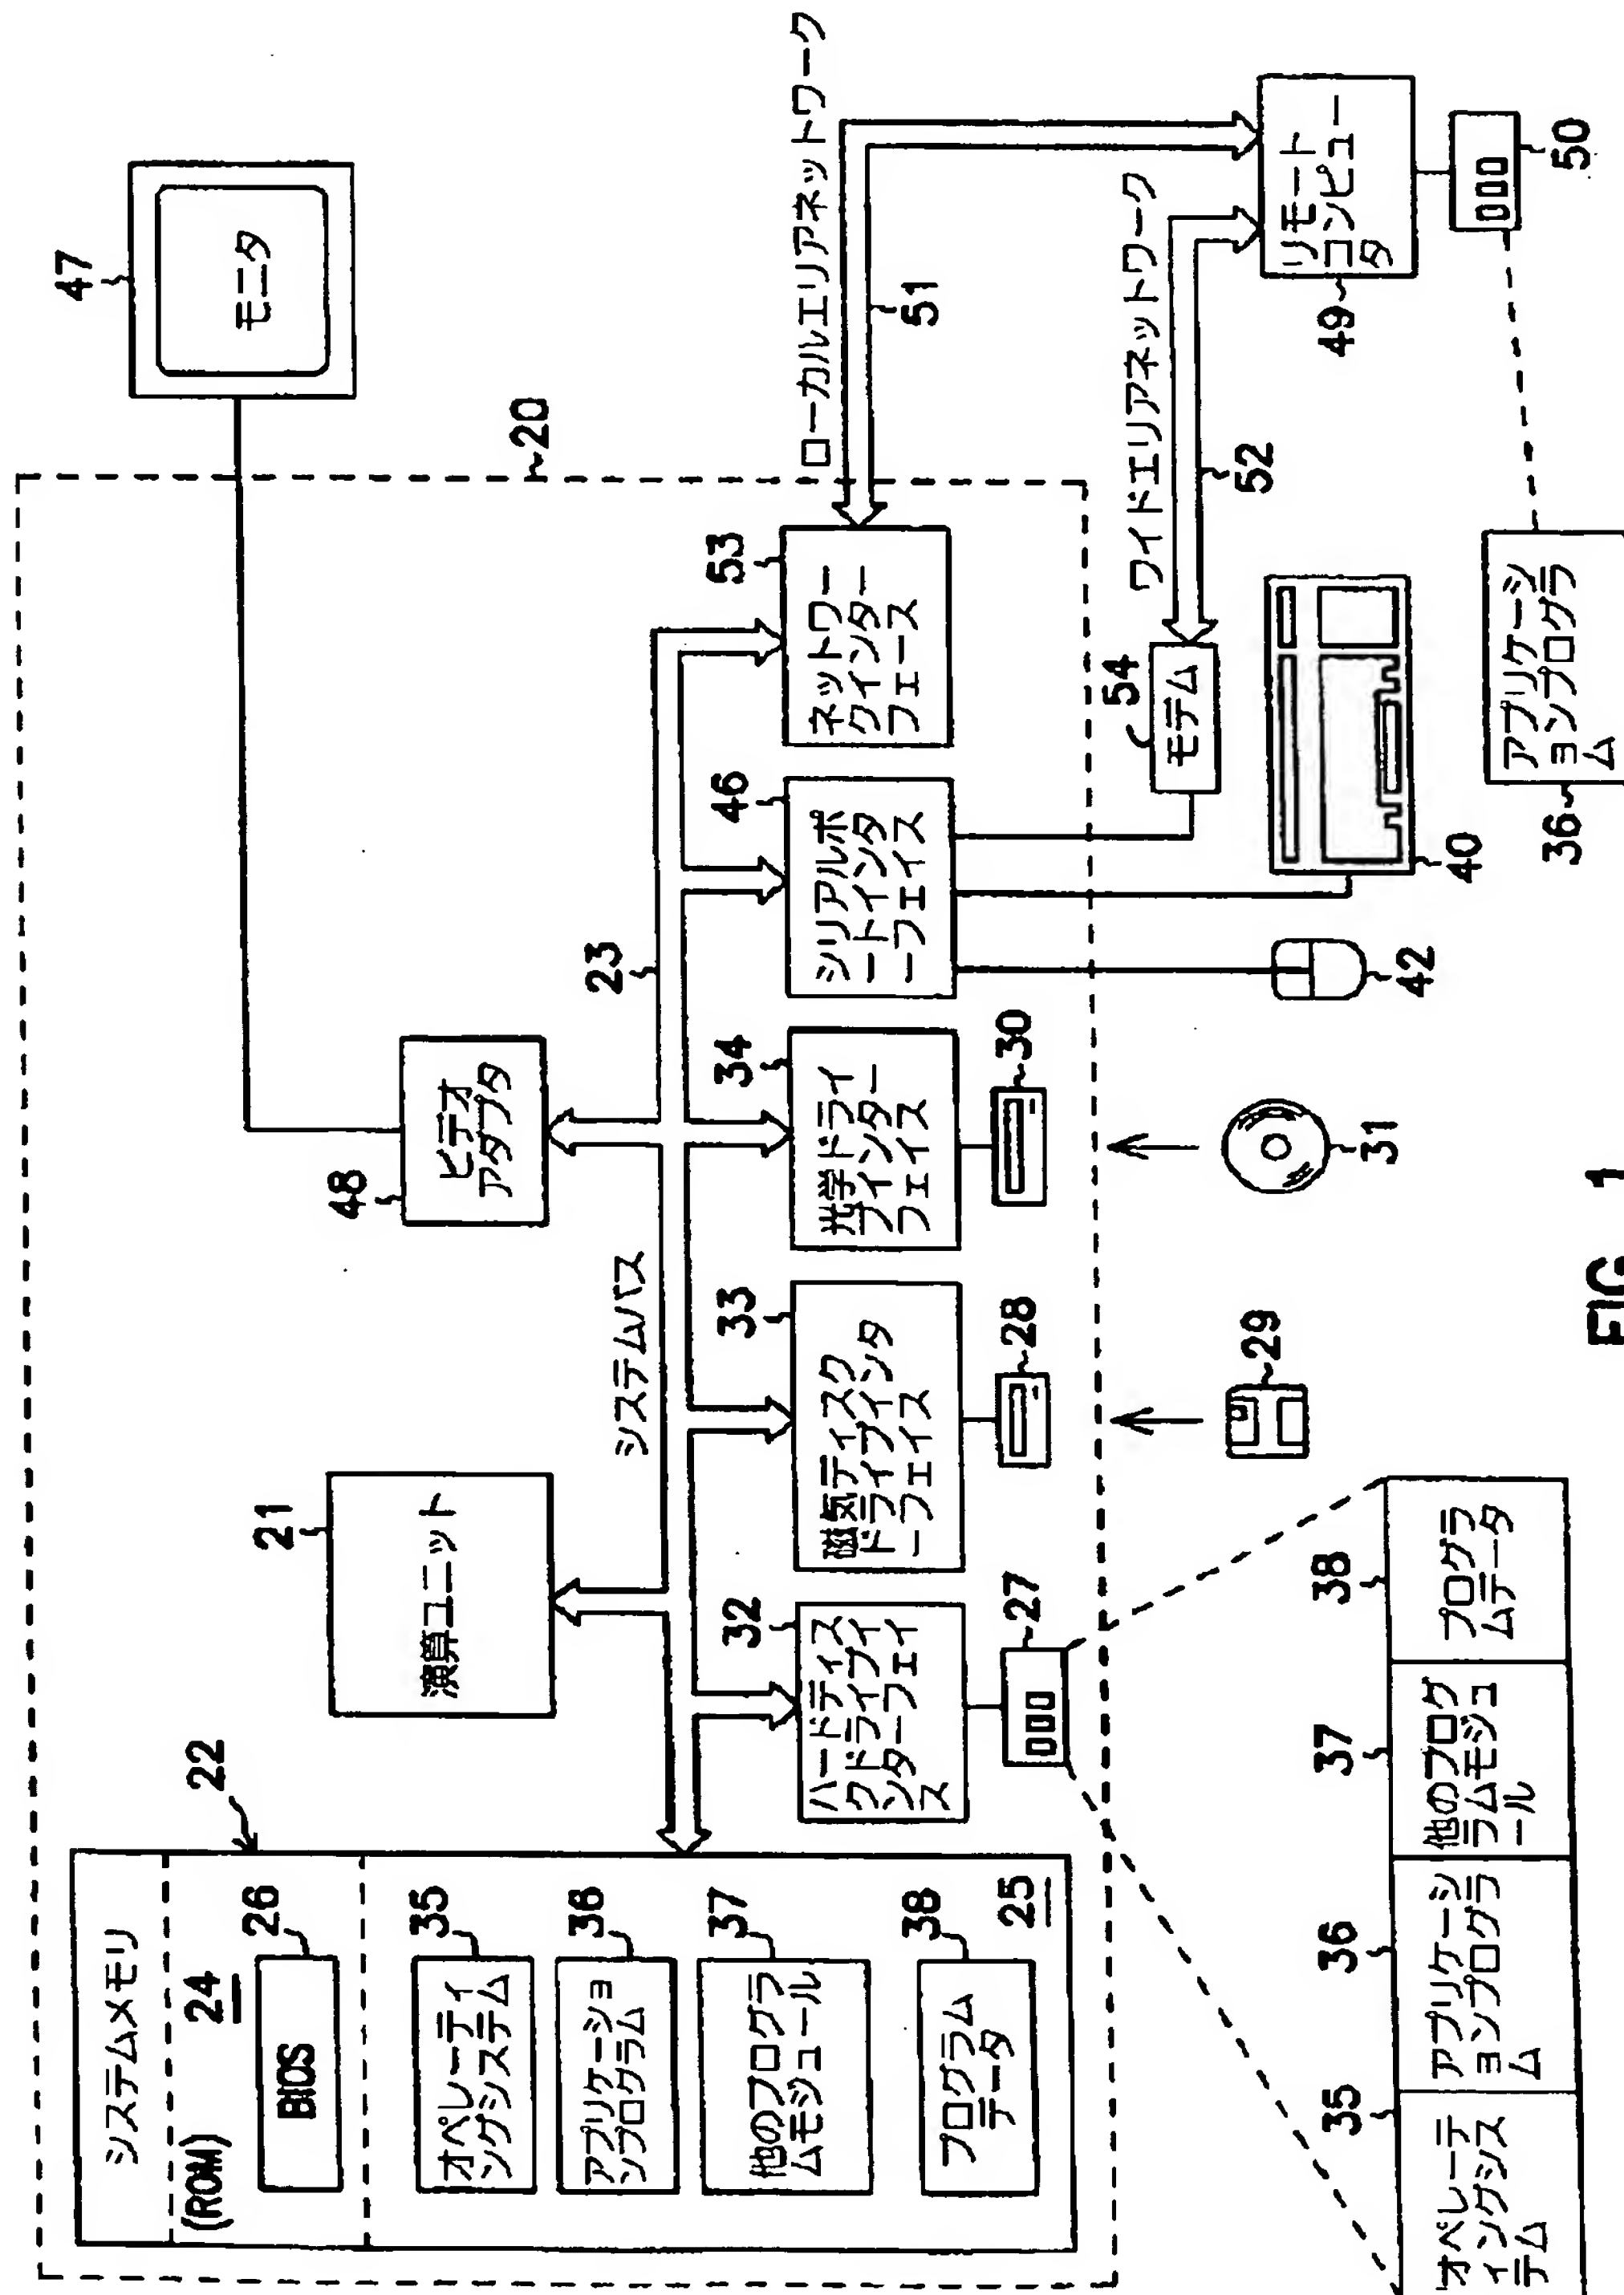 システムメモリ
(ROM) 24
BIOS
26
22
オペレーティ
ングシステム
35
アプリケーショ
ンプログラム
36
他のプログラ
ムモジュール
37
プログラム
データ
38
25
演算ユニット
21
システムバス
23
ビデオ
アダプタ
48
モニタ
47
~20
ハードディス
クドライブイ
ンターフェイ
ス
32
磁気ディスク
ドライブインタ
ーフェイス
33
光学ドライ
ブインター
フェイス
34
シリアルポ
ートインタ
ーフェイス
46
ネットワー
クインター
フェース
53
~27
~28
~30
29
31
42
40
モデム
54
ローカルエリアネットワーク
51
ワイドエリアネットワーク
52
リモート
コンピュー
タ
49
50
アプリケーシ
ョンプログラ
ム
36
オペレーテ
ィングシス
テム
35
アプリケーシ
ョンプログラ
ム
36
他のプログ
ラムモジュ
ール
37
プログラ
ムデータ
38
FIG. 1